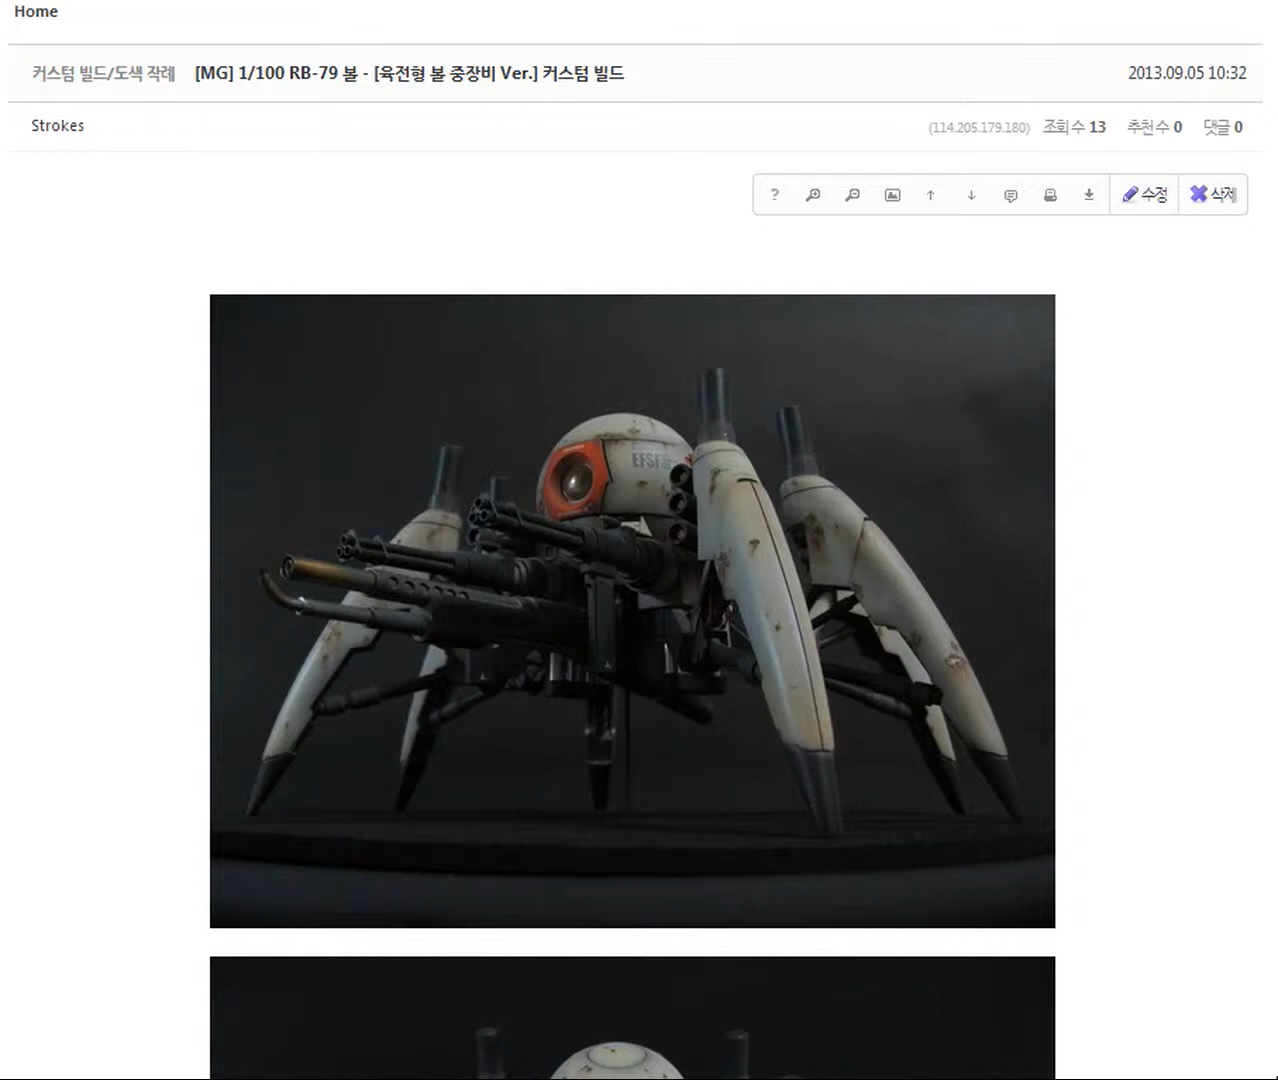 Home
커스텀 빌드/도색 작례 [MG] 1/100 RB-79 볼 - [육전형 볼 중장비 Ver.] 커스텀 빌드 2013.09.05 10:32
Strokes (114.205.179.180) 조회 수 13 추천 수 0 댓글 0
? 수정 삭제
EFSF